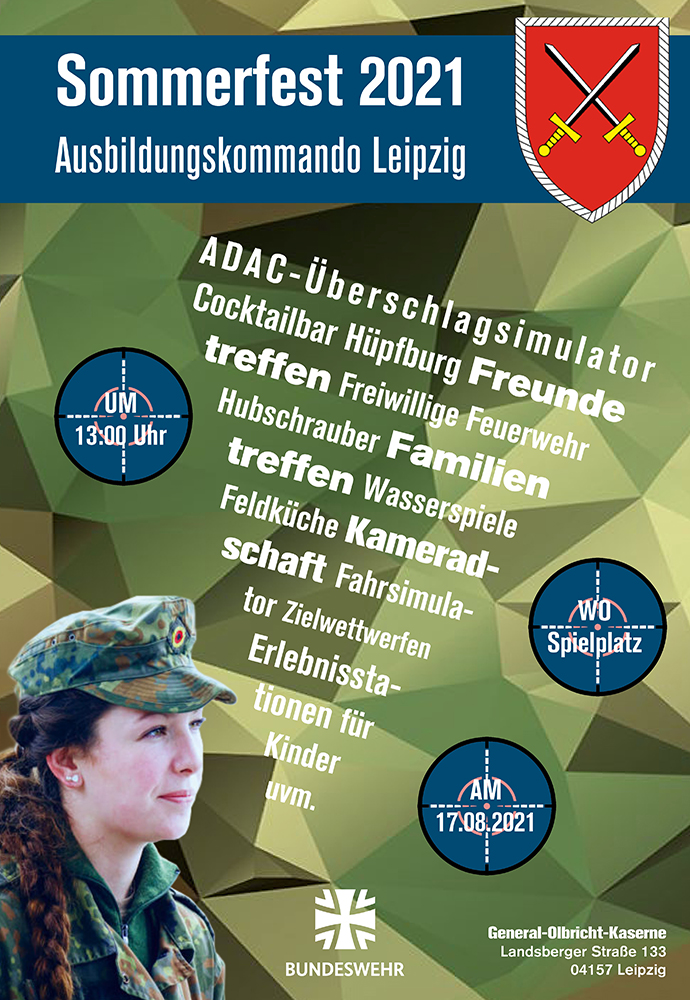 Sommerfest 2021
Ausbildungskommando Leipzig
ADAC-Überschlagsimulator
Cocktailbar Hüpfburg Freunde
treffen Freiwillige Feuerwehr
Hubschrauber Familien
treffen Wasserspiele
Feldküche Kamerad-
schaft Fahrsimula-
tor Zielwettwerfen
Erlebnissta-
tionen für
Kinder
uvm.
UM
13:00 Uhr
WO
Spielplatz
AM
17.08.2021
BUNDESWEHR
General-Olbricht-Kaserne
Landsberger Straße 133
04157 Leipzig